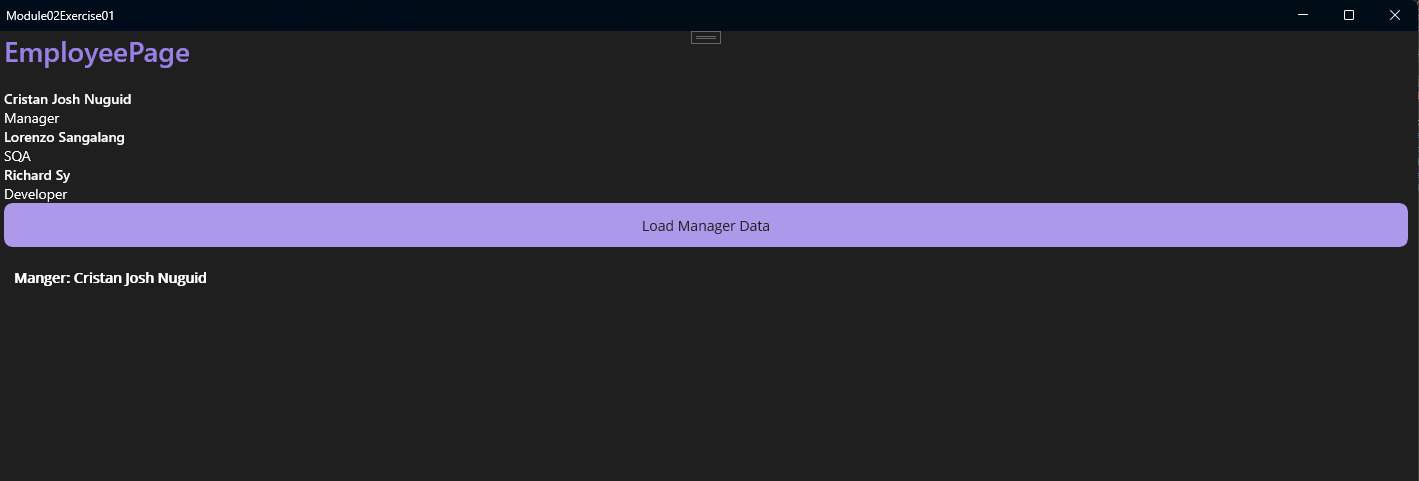 Module02Exercise01
EmployeePage
Cristan Josh Nuguid
Manager
Lorenzo Sangalang
SQA
Richard Sy
Developer
Load Manager Data
Manger: Cristan Josh Nuguid